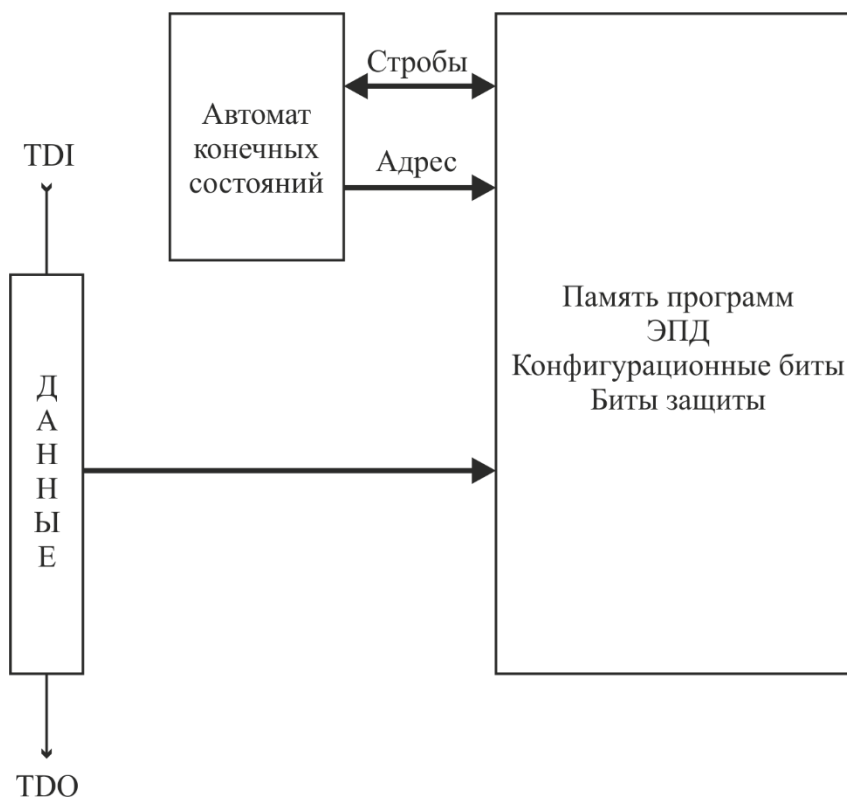 Стробы
Автомат
конечных
состояний
Адрес
TDI
Память программ
ЭПД
Конфигурационные биты
Биты защиты
Д
А
Н
Н
Ы
Е
TDO